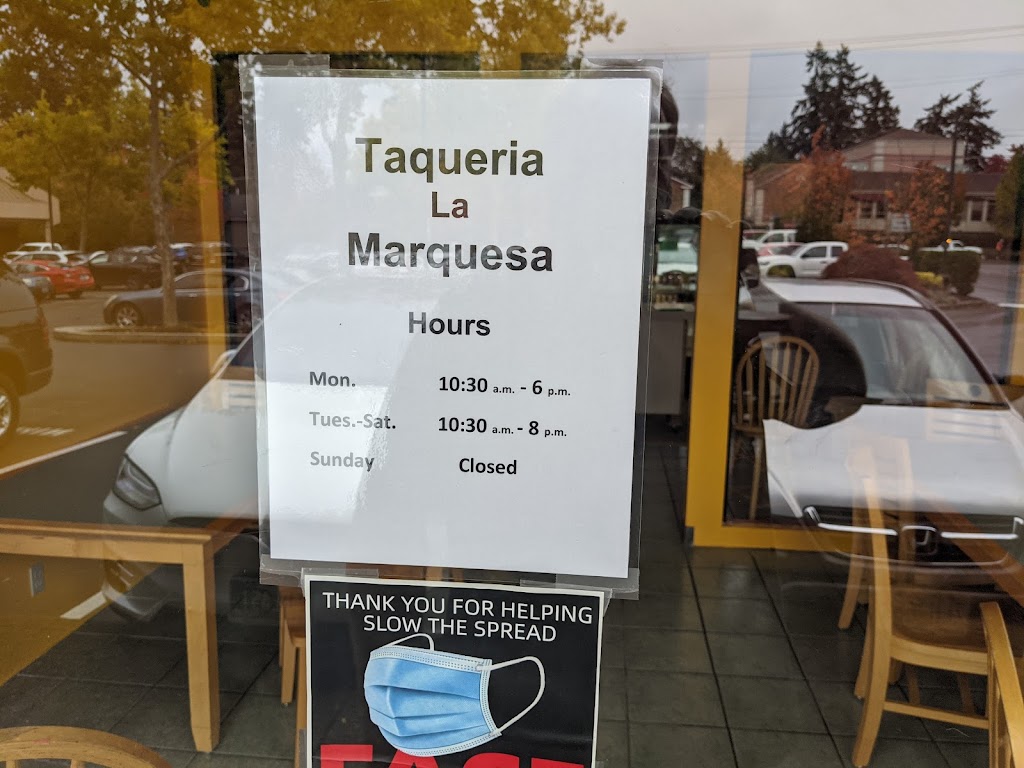 Taqueria
La
Marquesa
Hours
Mon. 10:30 a.m. - 6 p.m.
Tues.-Sat. 10:30 a.m. - 8 p.m.
Sunday Closed
THANK YOU FOR HELPING
SLOW THE SPREAD
FACE